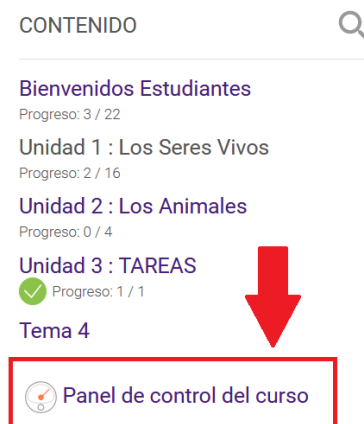 CONTENIDO
Bienvenidos Estudiantes
Progreso: 3 / 22
Unidad 1 : Los Seres Vivos
Progreso: 2 / 16
Unidad 2 : Los Animales
Progreso: 0 / 4
Unidad 3 : TAREAS
Progreso: 1 / 1
Tema 4
Panel de control del curso